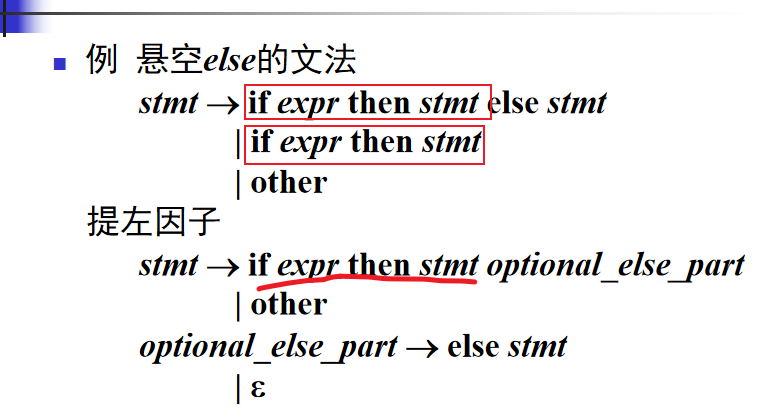 例 悬空else的文法
stmt → if expr then stmt else stmt
| if expr then stmt
| other
提左因子
stmt → if expr then stmt optional_else_part
| other
optional_else_part → else stmt
| ε